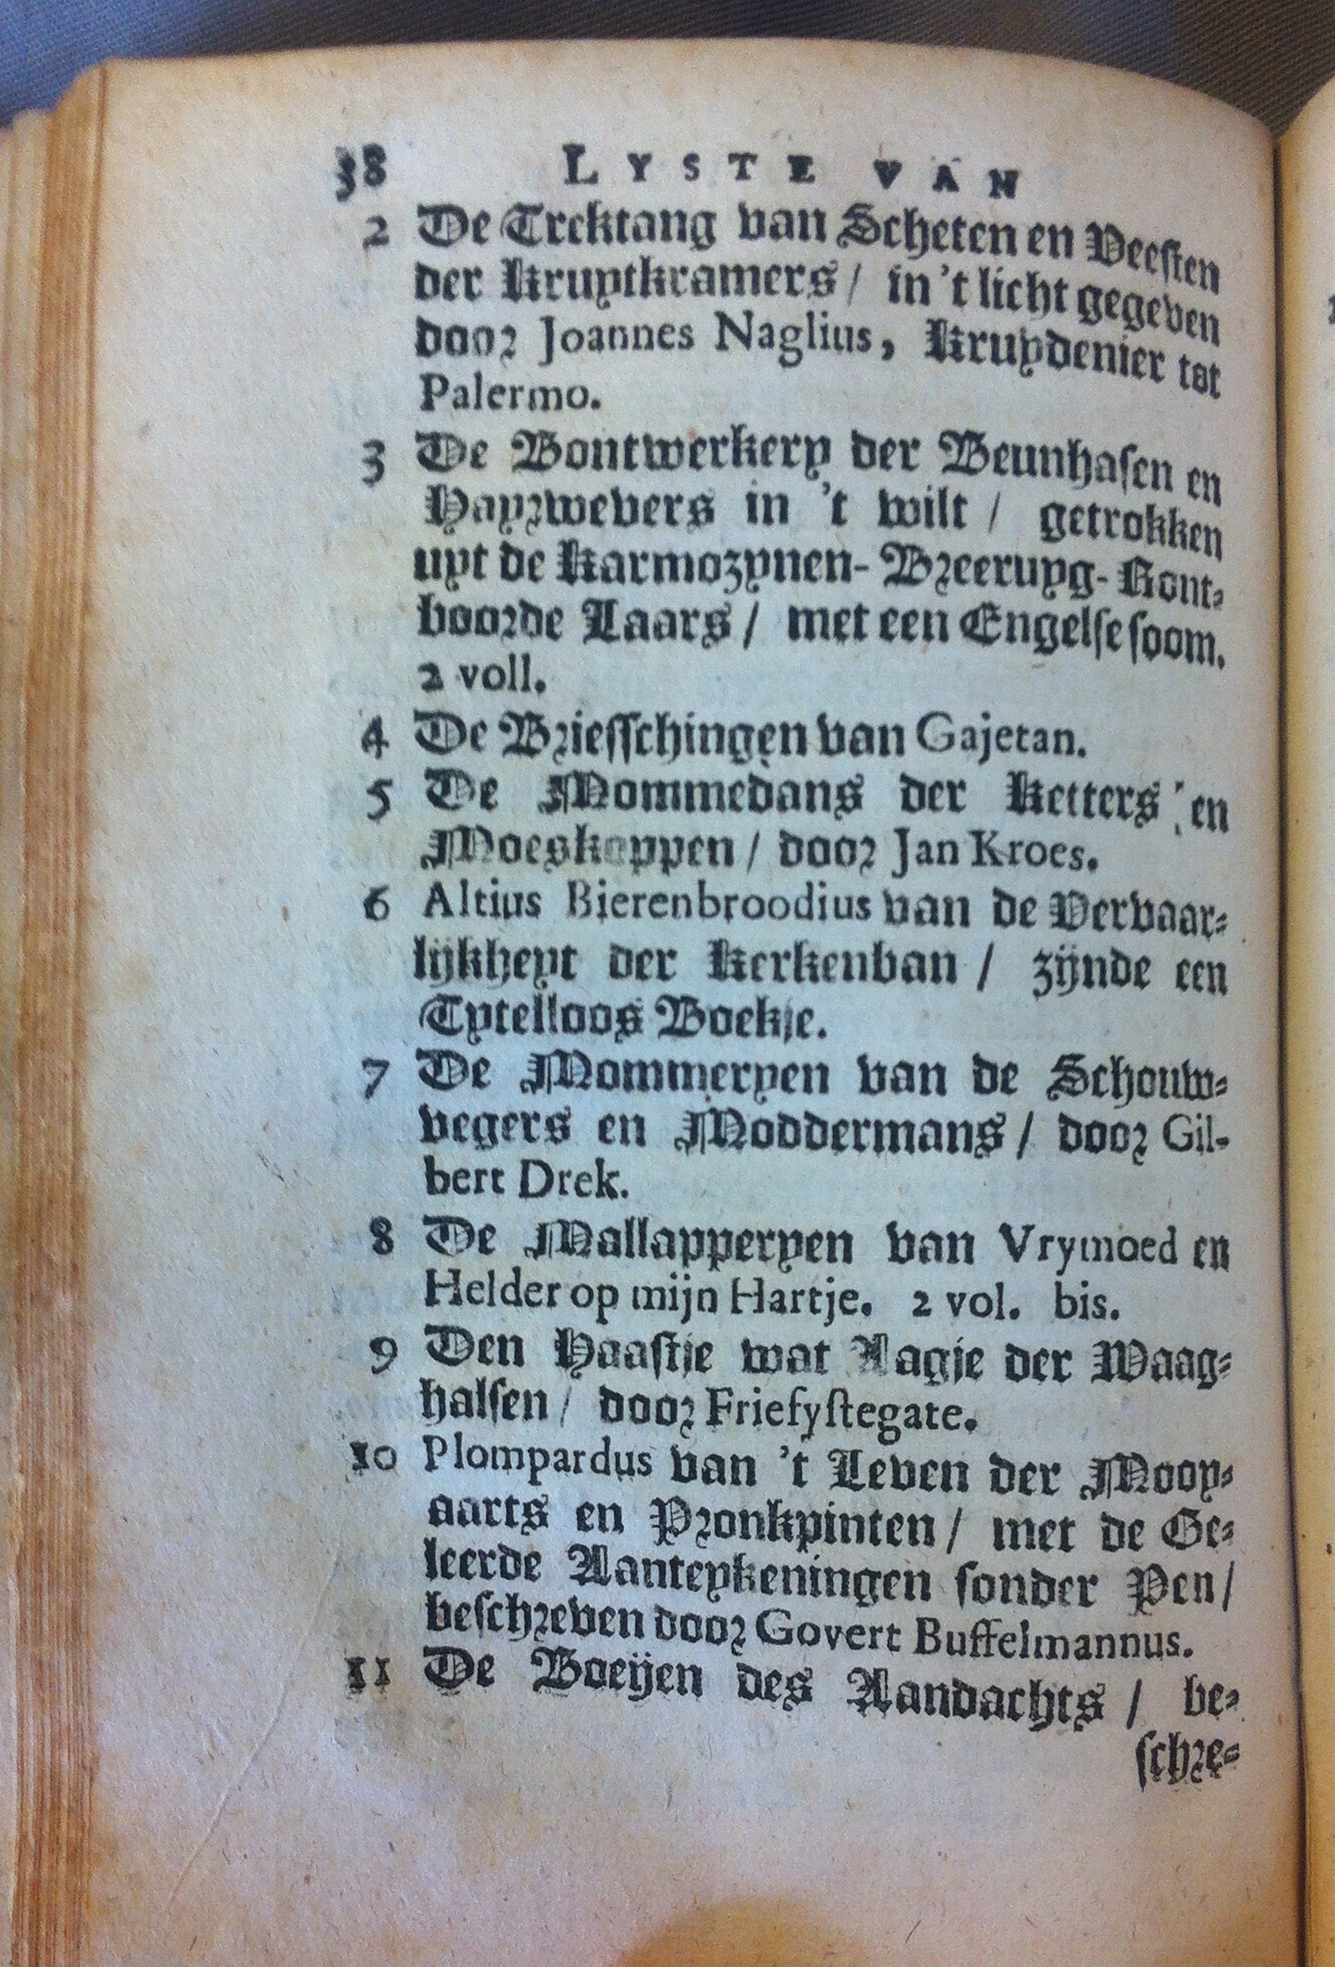 38 LYSTE VAN
2 De Trektang van Scheten en Veesten
der Kruytkramers / in 't licht gegeven
door Joannes Naglius, Kruydenier tot
Palermo.
3 De Bontwerkery der Beunhasen en
Hayrwevers in 't wilt / getrokken
uyt de Karmozynen-Breeruyg-Bont-
boorde Laars / met een Engelse soom.
2 voll.
4 De Briesschingen van Gajetan.
5 De Mommedans der Ketters en
Moeskoppen / door Jan Kroes.
6 Altius Bierenbroodius van de Vervaar-
lijkheyt der Kerkenban / zijnde een
Tytelloos Boekje.
7 De Mommeryen van de Schouw-
vegers en Moddermans / door Gil-
bert Drek.
8 De Mallapperyen van Vrymoed en
Helder op mijn Hartje. 2 vol. bis.
9 Den Haastje wat Aagje der Waag-
halsen / door Friefystegate.
10 Plompardus van 't Leven der Mooy-
aarts en Pronkpinten / met de Ge-
leerde Aanteykeningen sonder Pen /
beschreven door Govert Buffelmannus.
11 De Boeijen des Aandachts / be-
schre-